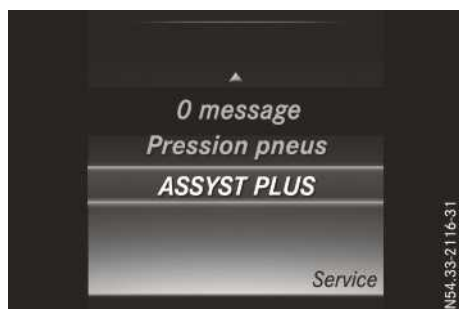 0 message
Pression pneus
ASSYST PLUS
Service
N54.33-2116-31